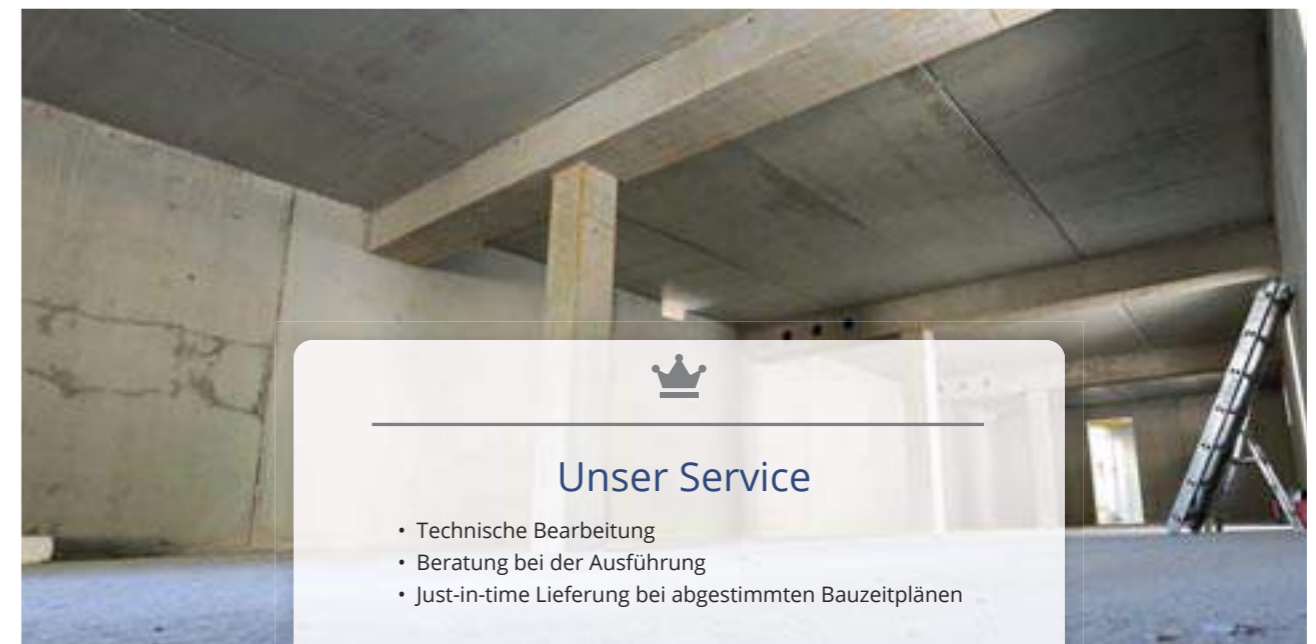 Unser Service
• Technische Bearbeitung
• Beratung bei der Ausführung
• Just-in-time Lieferung bei abgestimmten Bauzeitplänen